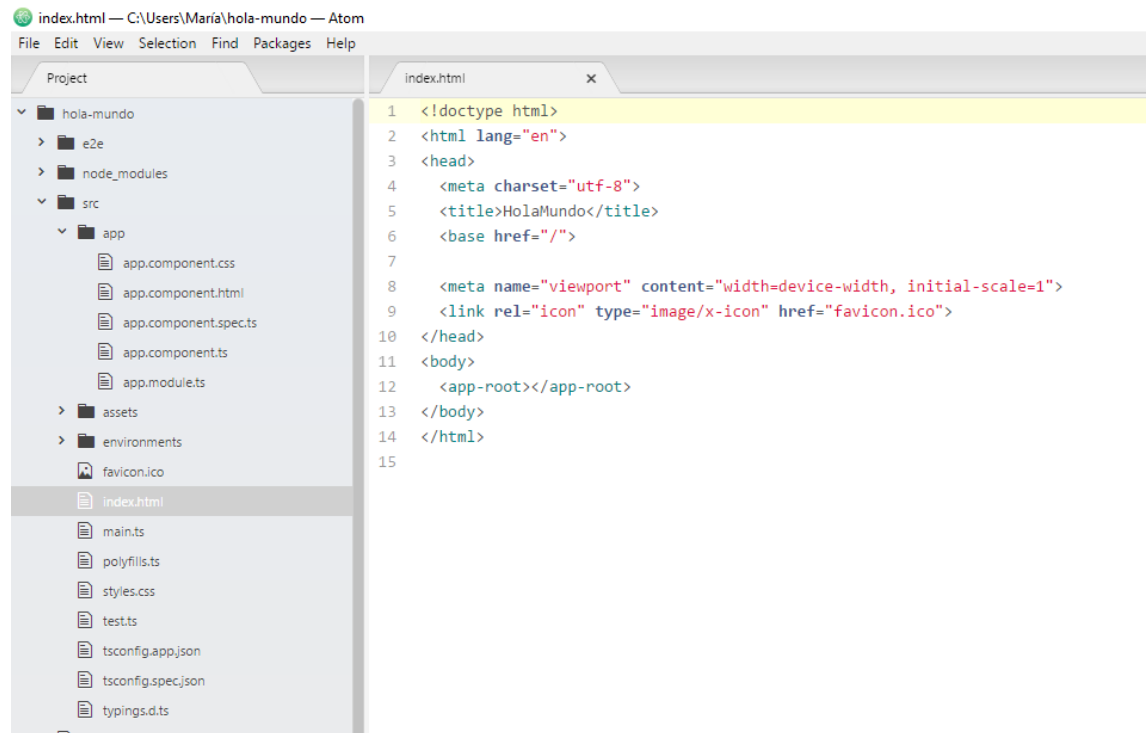 index.html — C:\Users\María\hola-mundo — Atom
File Edit View Selection Find Packages Help
Project
hola-mundo
e2e
node_modules
src
app
app.component.css
app.component.html
app.component.spec.ts
app.component.ts
app.module.ts
assets
environments
favicon.ico
index.html
main.ts
polyfills.ts
styles.css
test.ts
tsconfig.app.json
tsconfig.spec.json
typings.d.ts
index.html ×
1 <!doctype html>
2 <html lang="en">
3 <head>
4 <meta charset="utf-8">
5 <title>HolaMundo</title>
6 <base href="/">
7
8 <meta name="viewport" content="width=device-width, initial-scale=1">
9 <link rel="icon" type="image/x-icon" href="favicon.ico">
10 </head>
11 <body>
12 <app-root></app-root>
13 </body>
14 </html>
15